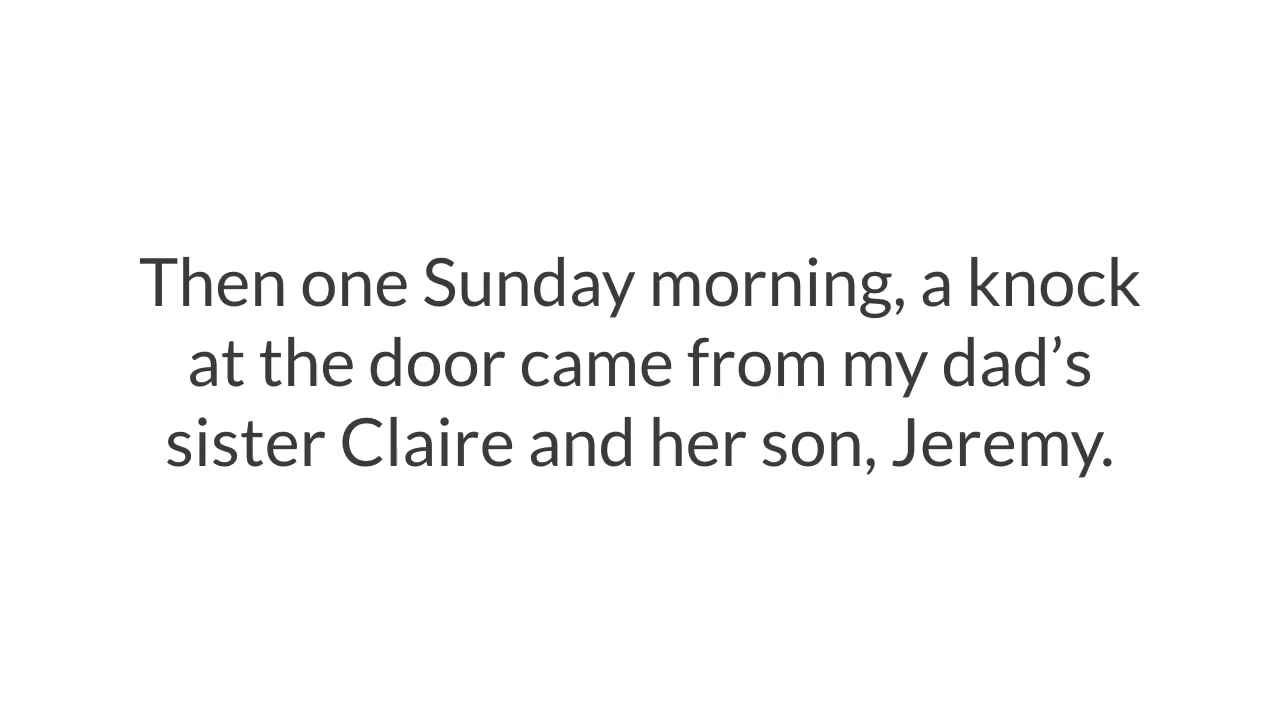 Then one Sunday morning, a knock
at the door came from my dad’s
sister Claire and her son, Jeremy.